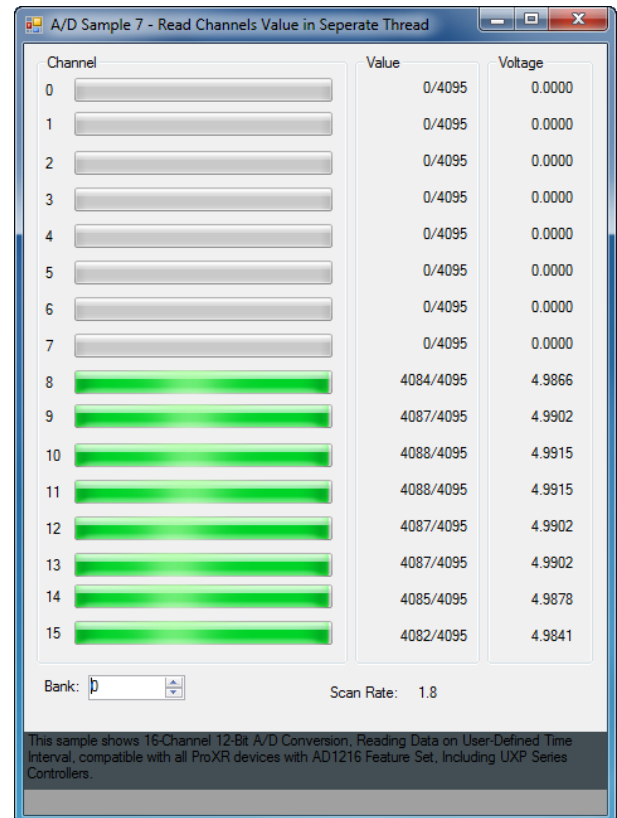 A/D Sample 7 - Read Channels Value in Seperate Thread
Channel Value Voltage
0 0/4095 0.0000
1 0/4095 0.0000
2 0/4095 0.0000
3 0/4095 0.0000
4 0/4095 0.0000
5 0/4095 0.0000
6 0/4095 0.0000
7 0/4095 0.0000
8 4084/4095 4.9866
9 4087/4095 4.9902
10 4088/4095 4.9915
11 4088/4095 4.9915
12 4087/4095 4.9902
13 4087/4095 4.9902
14 4085/4095 4.9878
15 4082/4095 4.9841
Bank: 0 Scan Rate: 1.8
This sample shows 16-Channel 12-Bit A/D Conversion, Reading Data on User-Defined Time
Interval, compatible with all ProXR devices with AD1216 Feature Set, Including UXP Series
Controllers.